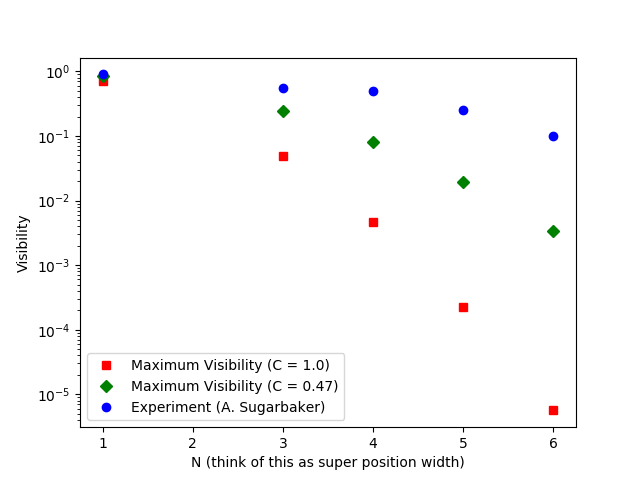 10⁰
10⁻¹
10⁻²
10⁻³
10⁻⁴
10⁻⁵
Visibility
Maximum Visibility (C = 1.0)
Maximum Visibility (C = 0.47)
Experiment (A. Sugarbaker)
1 2 3 4 5 6
N (think of this as super position width)